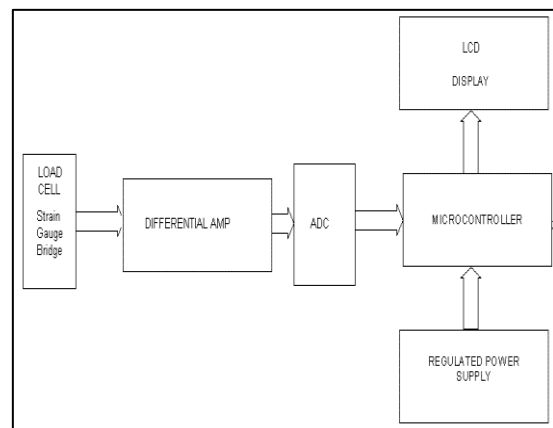 LCD
DISPLAY
LOAD
CELL
Strain
Gauge
Bridge
DIFFERENTIAL AMP
ADC
MICROCONTROLLER
REGULATED POWER
SUPPLY